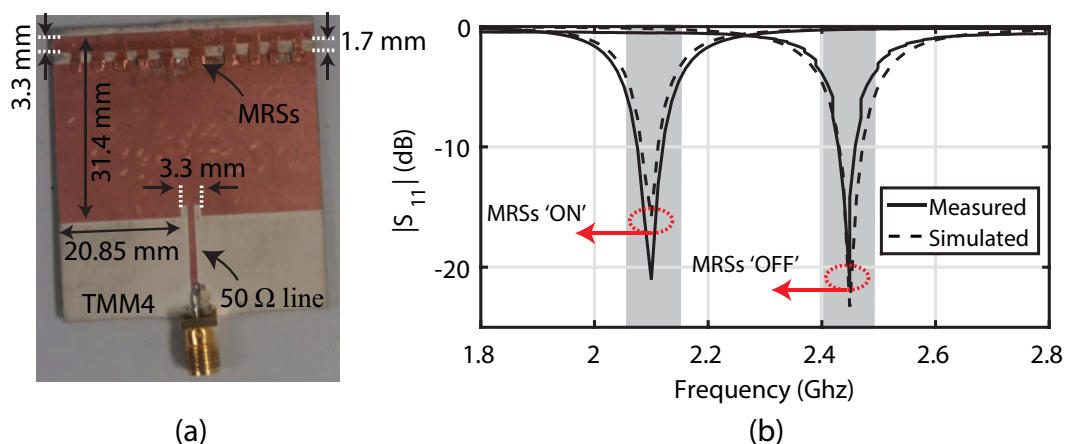 3.3 mm
1.7 mm
MRSs
31.4 mm
3.3 mm
20.85 mm
TMM4
50 Ω line
(a)
0
-10
-20
|S 11| (dB)
MRSs 'ON'
MRSs 'OFF'
Measured
Simulated
1.8
2
2.2
2.4
2.6
2.8
Frequency (Ghz)
(b)